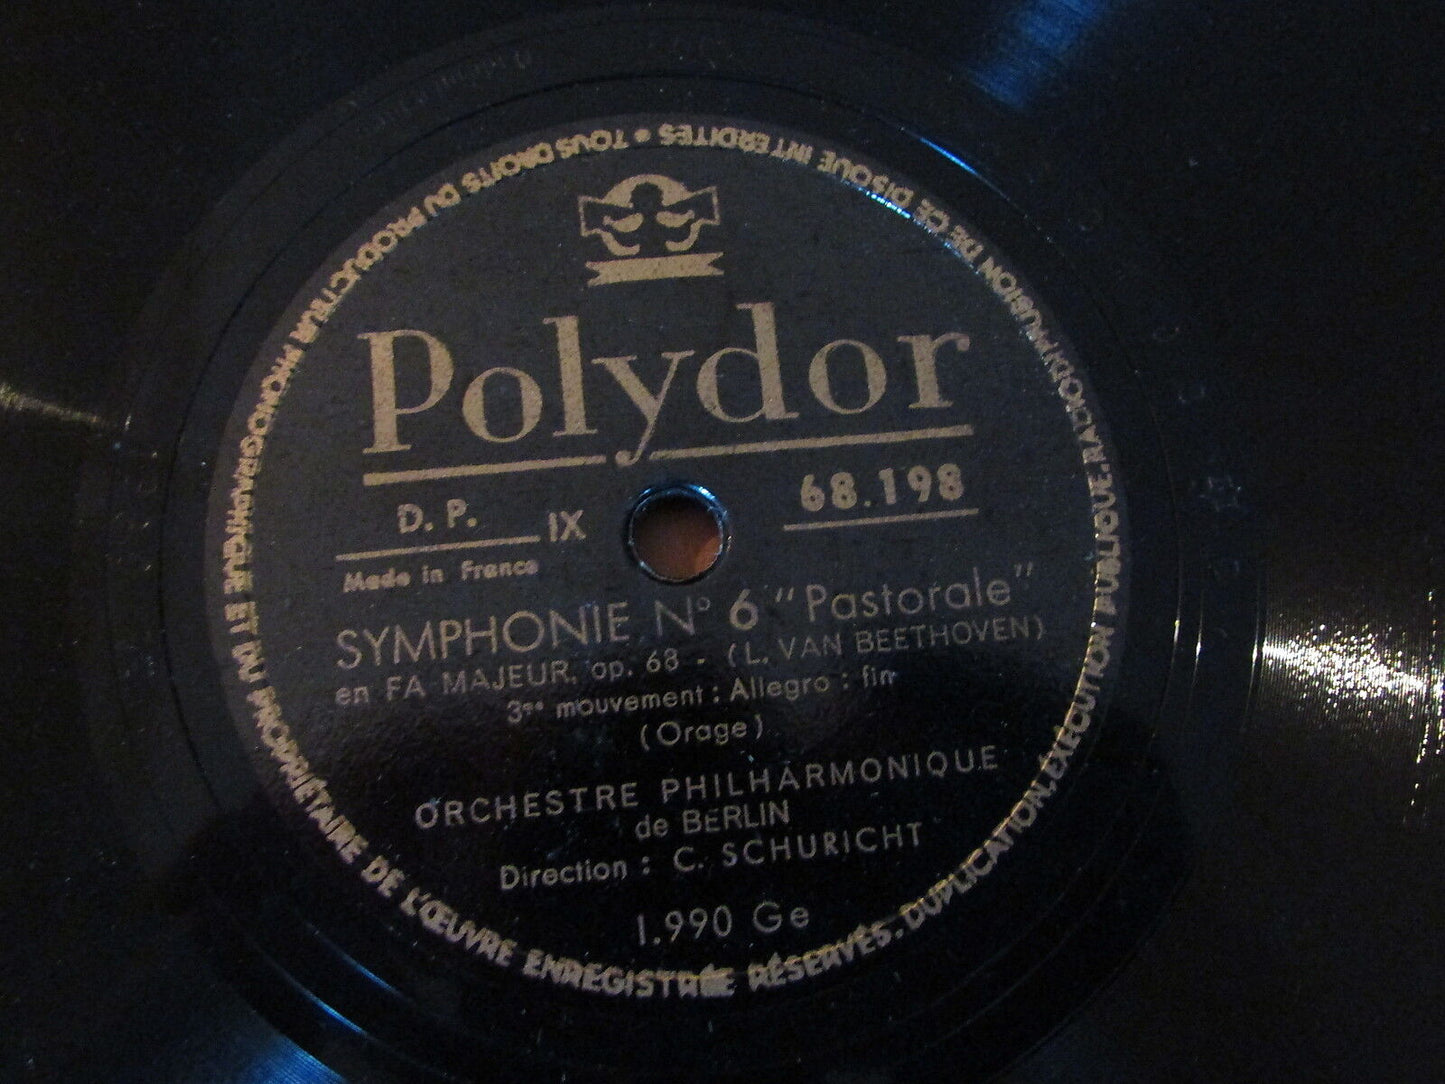 TOUS DROITS DU PRODUCTEUR PHONOGRAPHIQUE ET DU PROPRIÉTAIRE DE L'ŒUVRE ENREGISTRÉE RÉSERVÉS. DUPLICATION, EXÉCUTION PUBLIQUE, RADIODIFFUSION DE CE DISQUE INTERDITES •
Polydor
D. P. IX 68.198
Made in France
SYMPHONIE No 6 "Pastorale"
en FA MAJEUR, op. 68 - (L. VAN BEETHOVEN)
3me mouvement : Allegro : fin
(Orage)
ORCHESTRE PHILHARMONIQUE
de BERLIN
Direction : C. SCHURICHT
1.990 Ge